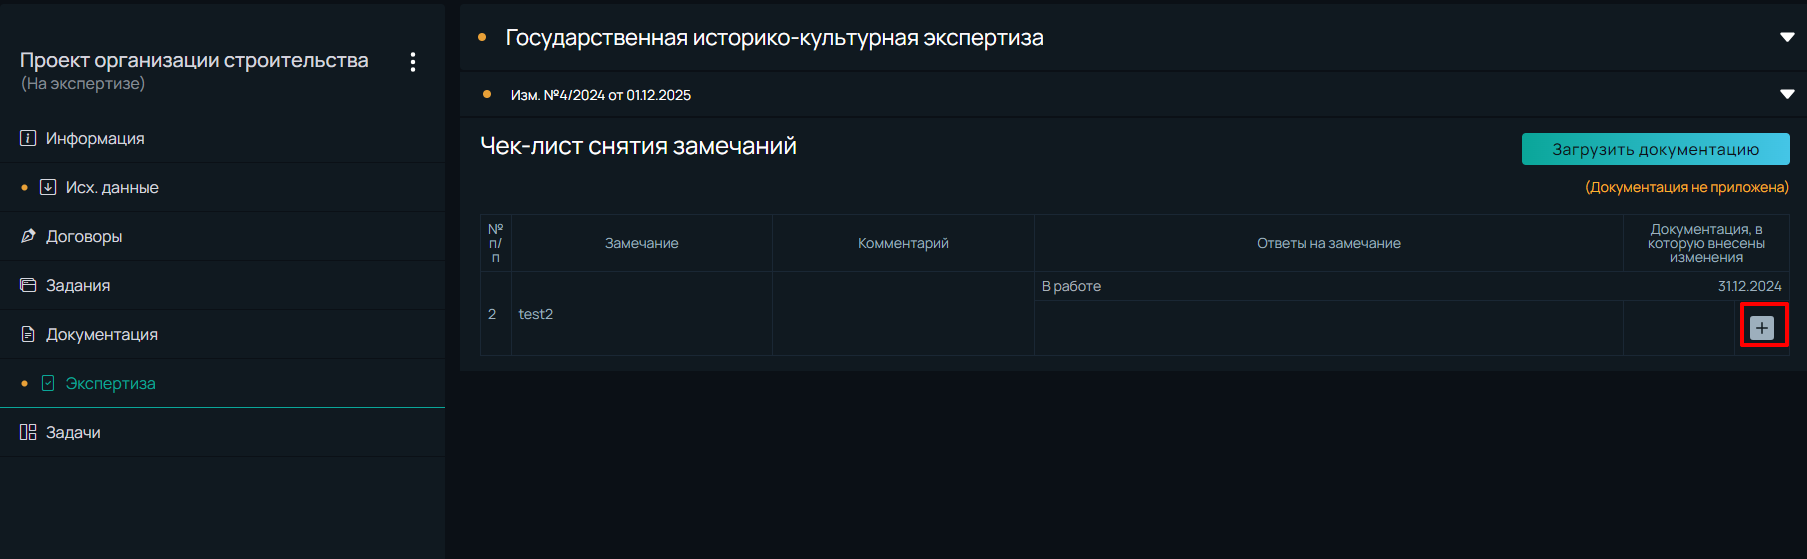 Проект организации строительства
(На экспертизе)
Информация
Исх. данные
Договоры
Задания
Документация
Экспертиза
Задачи
Государственная историко-культурная экспертиза
Изм. №4/2024 от 01.12.2025
Чек-лист снятия замечаний
Загрузить документацию
(Документация не приложена)
№
п/
п
Замечание
Комментарий
Ответы на замечание
Документация, в
которую внесены
изменения
2
test2
В работе
31.12.2024